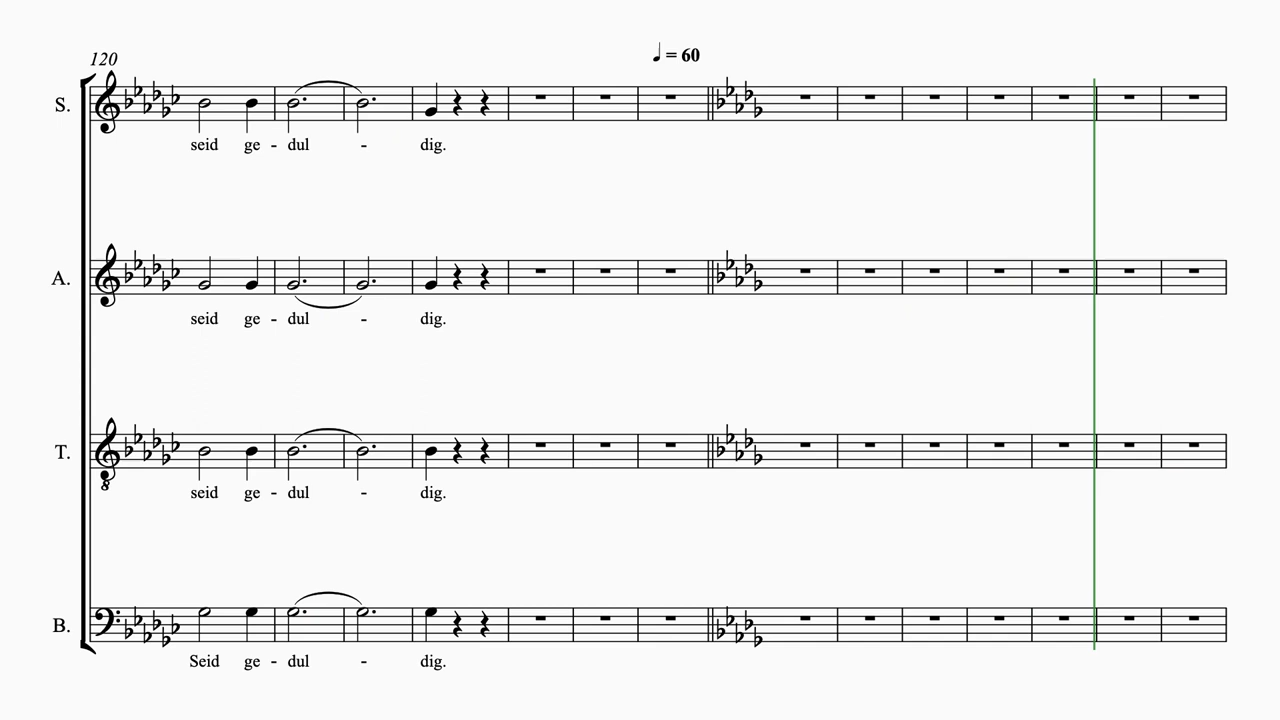 120
♩ = 60
S.
seid ge - dul - dig.
A.
seid ge - dul - dig.
T.
seid ge - dul - dig.
B.
Seid ge - dul - dig.